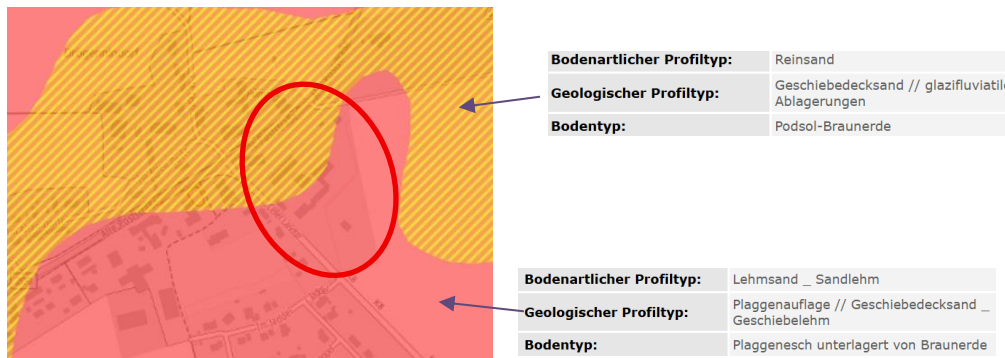 Bodenartlicher Profiltyp: Reinsand
Geologischer Profiltyp: Geschiebedecksand // glazifluviatile
Ablagerungen
Bodentyp: Podsol-Braunerde
Bodenartlicher Profiltyp: Lehmsand _ Sandlehm
Geologischer Profiltyp: Plaggenauflage // Geschiebedecksand _
Geschiebelehm
Bodentyp: Plaggenesch unterlagert von Braunerde